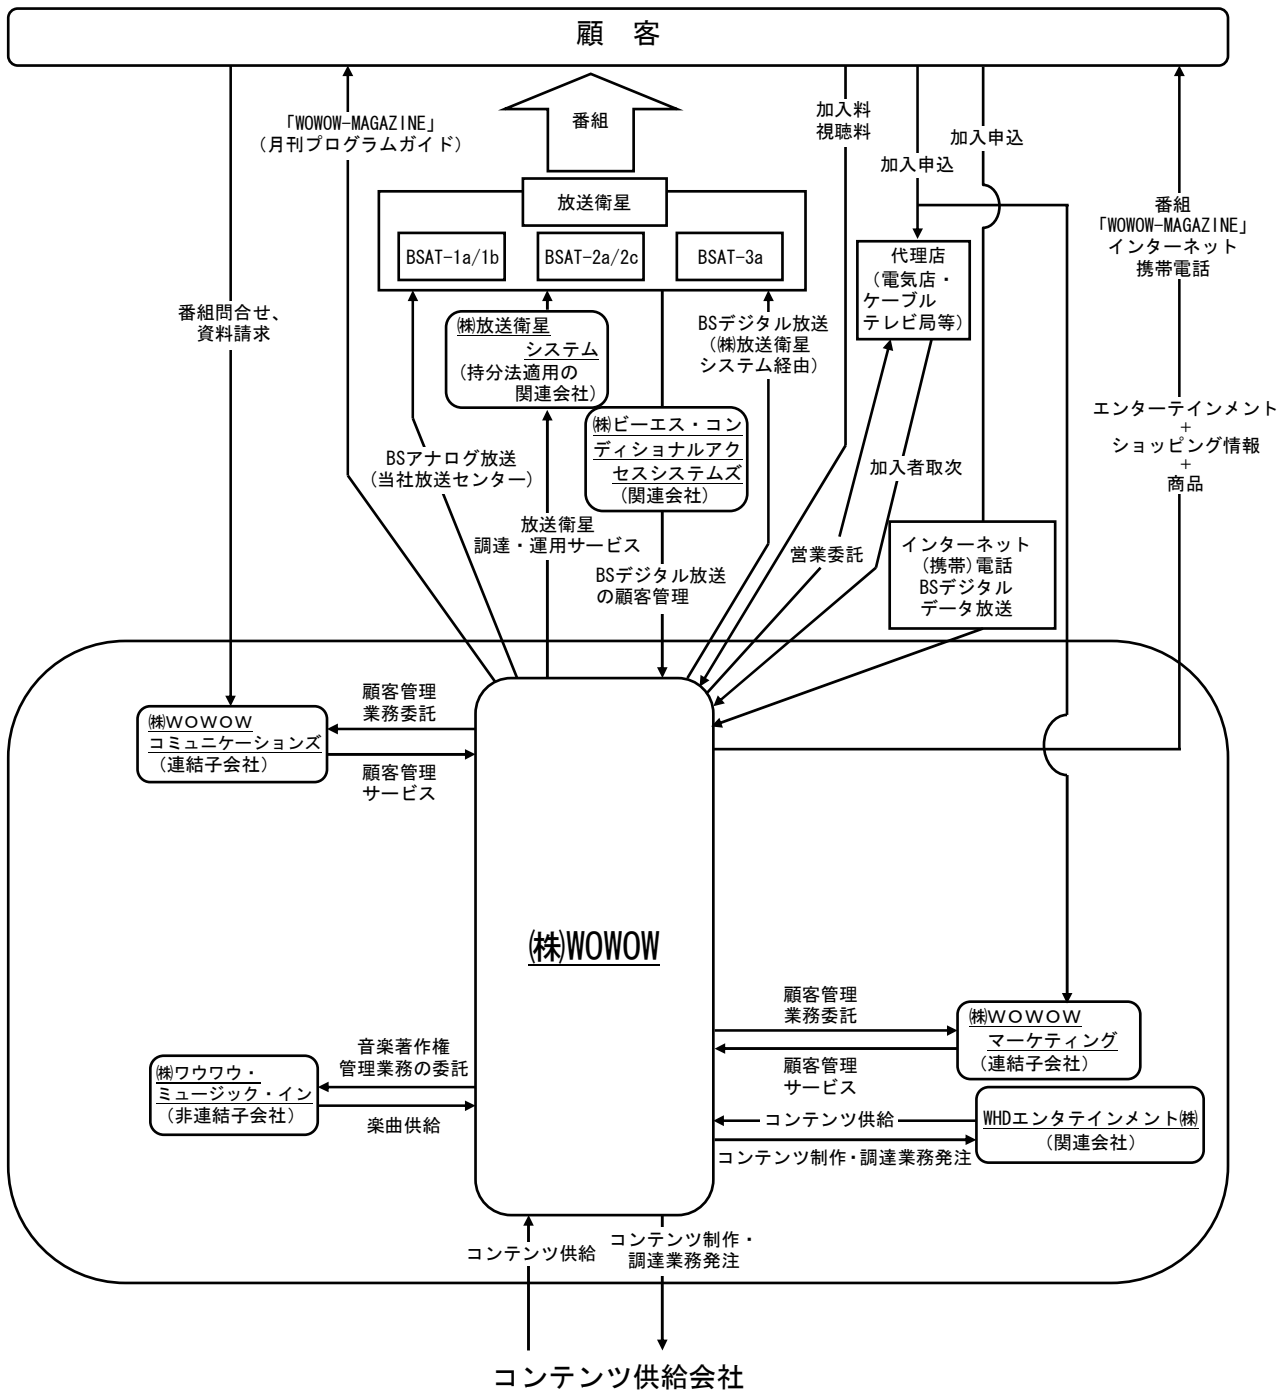 顧　客
「WOWOW-MAGAZINE」
(月刊プログラムガイド)
番組
加入料
視聴料
加入申込
加入申込
放送衛星
BSAT-1a/1b
BSAT-2a/2c
BSAT-3a
代理店
(電気店・
ケーブル
テレビ局等)
番組
「WOWOW-MAGAZINE」
インターネット
携帯電話
番組問合せ、
資料請求
㈱放送衛星
システム
(持分法適用の
関連会社)
BSデジタル放送
(㈱放送衛星
システム経由)
㈱ビーエス・コン
ディショナルアク
セスシステムズ
(関連会社)
エンターテインメント
+
ショッピング情報
+
商品
BSアナログ放送
(当社放送センター)
加入者取次
放送衛星
調達・運用サービス
営業委託
インターネット
(携帯)電話
BSデジタル
データ放送
BSデジタル放送
の顧客管理
㈱WOWOW
コミュニケーションズ
(連結子会社)
顧客管理
業務委託
顧客管理
サービス
㈱WOWOW
顧客管理
業務委託
顧客管理
サービス
㈱WOWOW
マーケティング
(連結子会社)
㈱ワウワウ・
ミュージック・イン
(非連結子会社)
音楽著作権
管理業務の委託
楽曲供給
コンテンツ供給
コンテンツ制作・調達業務発注
WHDエンタテインメント㈱
(関連会社)
コンテンツ供給
コンテンツ制作・
調達業務発注
コンテンツ供給会社